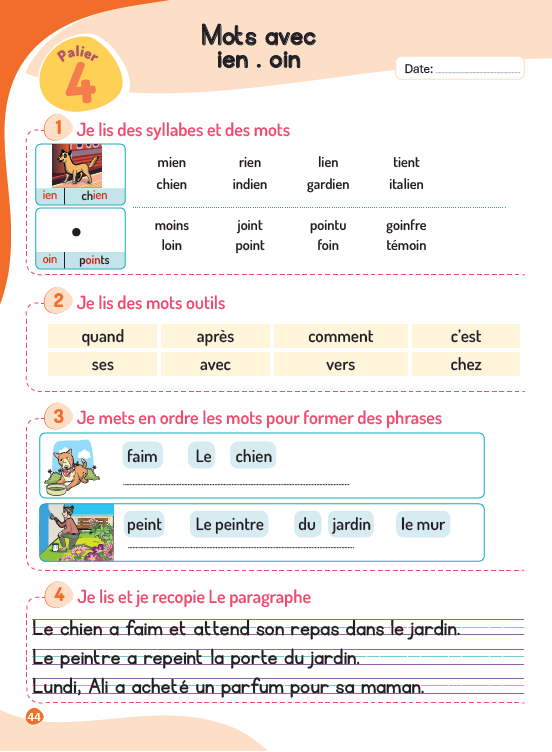 Mots avec
ien . oin
Palier
4
Date:
1 Je lis des syllabes et des mots
ien chien
mien rien lien tient
chien indien gardien italien
oin points
moins joint pointu goinfre
loin point foin témoin
2 Je lis des mots outils
quand après comment c'est
ses avec vers chez
3 Je mets en ordre les mots pour former des phrases
faim Le chien
peint Le peintre du jardin le mur
4 Je lis et je recopie Le paragraphe
Le chien a faim et attend son repas dans le jardin.
Le peintre a repeint la porte du jardin.
Lundi, Ali a acheté un parfum pour sa maman.
44